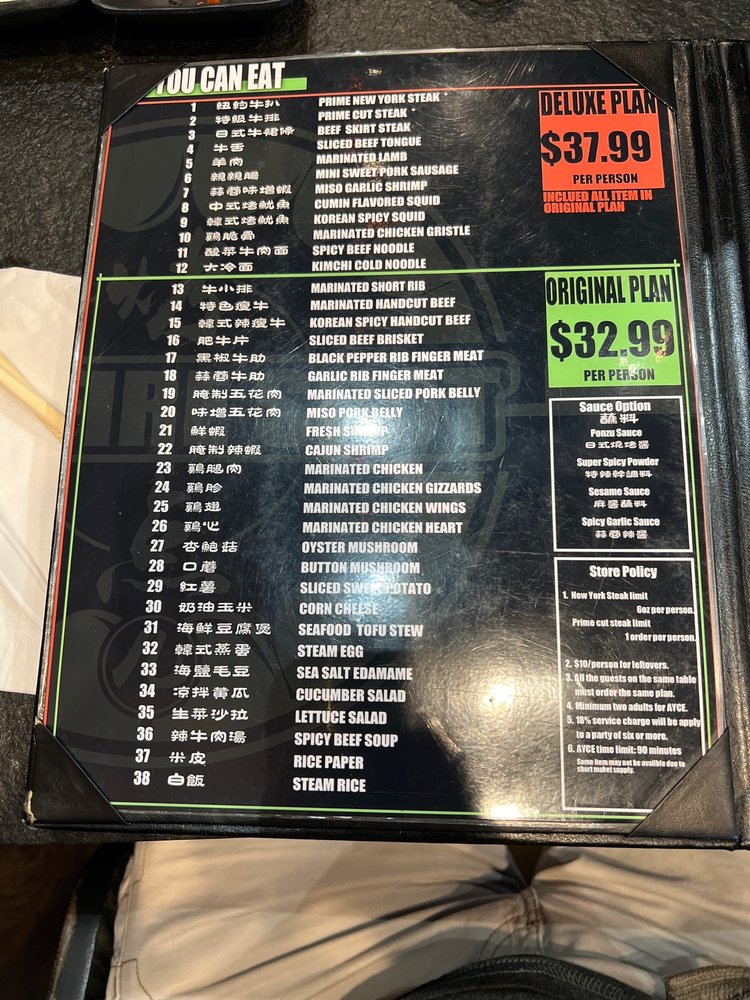 YOU CAN EAT
1 紐約牛扒 PRIME NEW YORK STEAK *
2 特級牛排 PRIME CUT STEAK *
3 日式牛裙條 BEEF SKIRT STEAK
4 牛舌 SLICED BEEF TONGUE
5 羊肉 MARINATED LAMB
6 親親腸 MINI SWEET PORK SAUSAGE
7 蒜蓉味增蝦 MISO GARLIC SHRIMP
8 中式烤魷魚 CUMIN FLAVORED SQUID
9 韓式烤魷魚 KOREAN SPICY SQUID
10 鷄脆骨 MARINATED CHICKEN GRISTLE
11 酸菜牛肉面 SPICY BEEF NOODLE
12 大冷面 KIMCHI COLD NOODLE
DELUXE PLAN
$37.99
PER PERSON
INCLUED ALL ITEM IN
ORIGINAL PLAN
13 牛小排 MARINATED SHORT RIB
14 特色瘦牛 MARINATED HANDCUT BEEF
15 韓式辣瘦牛 KOREAN SPICY HANDCUT BEEF
16 肥牛片 SLICED BEEF BRISKET
17 黑椒牛肋 BLACK PEPPER RIB FINGER MEAT
18 蒜蓉牛肋 GARLIC RIB FINGER MEAT
19 腌制五花肉 MARINATED SLICED PORK BELLY
20 味增五花肉 MISO PORK BELLY
21 鮮蝦 FRESH SHRIMP
22 腌制辣蝦 CAJUN SHRIMP
23 鷄腿肉 MARINATED CHICKEN
24 鷄胗 MARINATED CHICKEN GIZZARDS
25 鷄翅 MARINATED CHICKEN WINGS
26 鷄心 MARINATED CHICKEN HEART
27 杏鮑菇 OYSTER MUSHROOM
28 口蘑 BUTTON MUSHROOM
29 紅薯 SLICED SWEET POTATO
30 奶油玉米 CORN CHEESE
31 海鮮豆腐煲 SEAFOOD TOFU STEW
32 韓式蒸蛋 STEAM EGG
33 海鹽毛豆 SEA SALT EDAMAME
34 凉拌黄瓜 CUCUMBER SALAD
35 生菜沙拉 LETTUCE SALAD
36 辣牛肉湯 SPICY BEEF SOUP
37 米皮 RICE PAPER
38 白飯 STEAM RICE
ORIGINAL PLAN
$32.99
PER PERSON
Sauce Option
蘸料
Ponzu Sauce
日式燒烤醬
Super Spicy Powder
特辣幹調料
Sesame Sauce
麻醬蘸料
Spicy Garlic Sauce
蒜蓉辣醬
Store Policy
1. New York Steak limit
6oz per person.
Prime cut steak limit
1 order per person.
2. $10/person for leftovers.
3. All the guests on the same table
must order the same plan.
4. Minimum two adults for AYCE.
5. 18% service charge will be apply
to a party of six or more.
6. AYCE time limit: 90 minutes
Some item may not be availible due to
short maket supply.